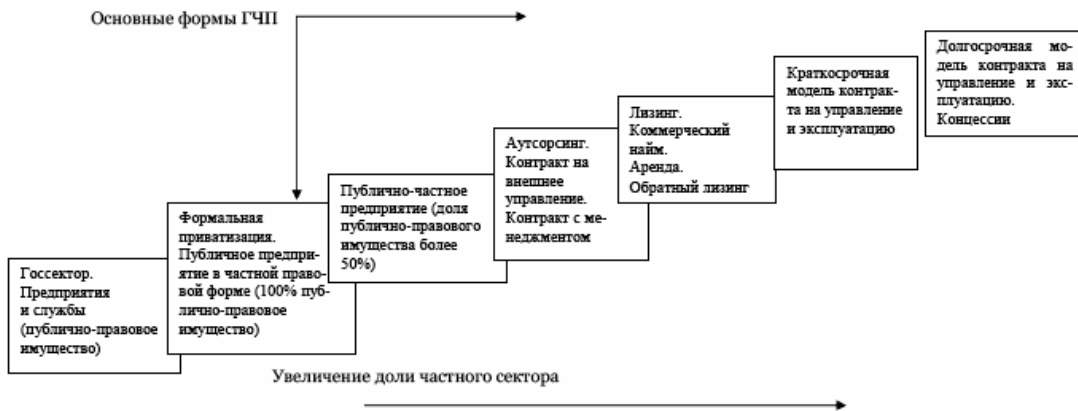 Основные формы ГЧП
Госсектор.
Предприятия
и службы
(публично-правовое
имущество)
Формальная
приватизация.
Публичное предпри-
ятие в частной право-
вой форме (100% пуб-
лично-правовое
имущество)
Публично-частное
предприятие (доля
публично-правового
имущества более
50%)
Аутсорсинг.
Контракт на
внешнее
управление.
Контракт с ме-
неджментом
Лизинг.
Коммерческий
найм.
Аренда.
Обратный лизинг
Краткосрочная
модель контрак-
та на управление
и эксплуатацию
Долгосрочная мо-
дель контракта на
управление и экс-
плуатацию.
Концессии
Увеличение доли частного сектора